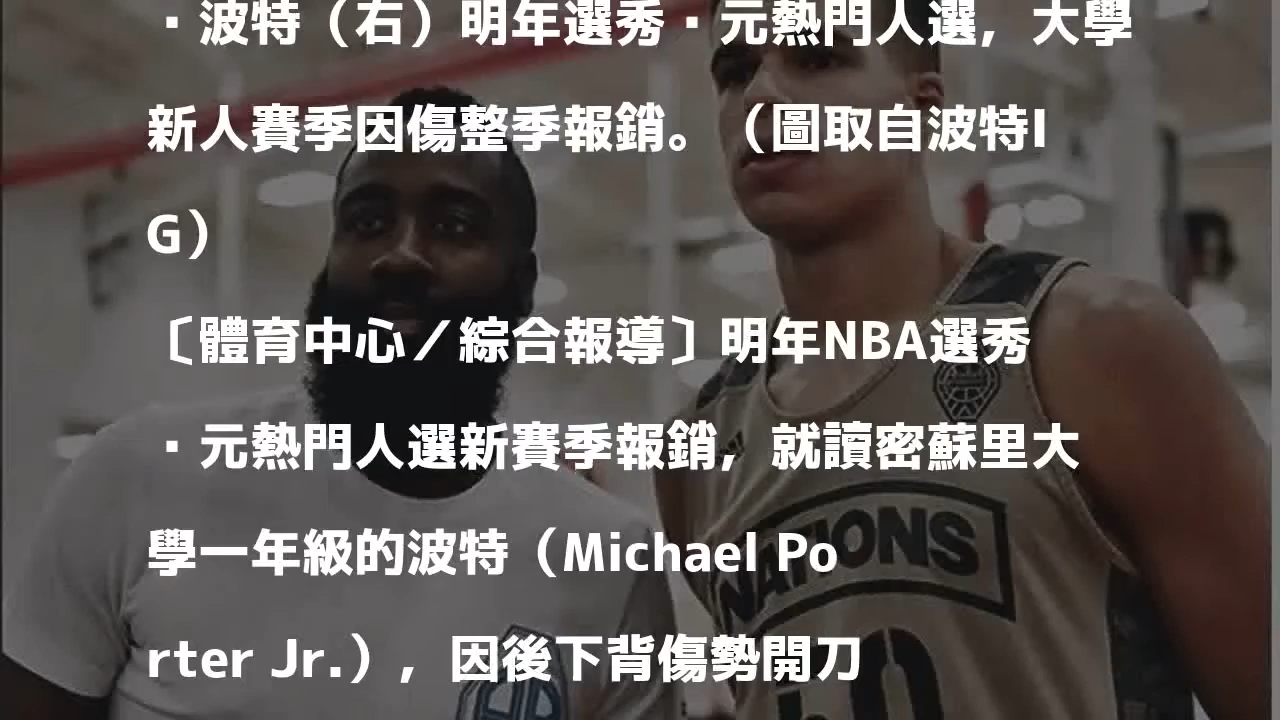 ·波特（右）明年選秀·元熱門人選，大學
新人賽季因傷整季報銷。（圖取自波特I
G）
〔體育中心／綜合報導〕明年NBA選秀
·元熱門人選新賽季報銷，就讀密蘇里大
學一年級的波特（Michael Po
rter Jr.），因後下背傷勢開刀
NATIONS